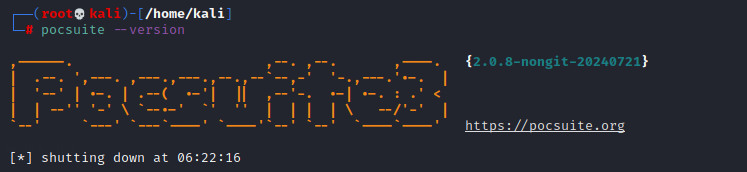 ┌──(root💀kali)-[/home/kali]
└─# pocsuite --version
,------.                        ,--. ,--.       ,----.   {2.0.8-nongit-20240721}
|  .--. ',---. ,---.,---.,--.,--`--,-'  '-.,---.'.-.  |
|  '--' | •-. | .--(  •-'|  ||  ,--'-.  •-| •-. : .' <
|  | --'' '-' \ `--•-'  `'  ''  |  | |  | \   --/'-'  |
`--'     `---' `---`----' `----'`--' `--'  `----`----'   https://pocsuite.org
[*] shutting down at 06:22:16